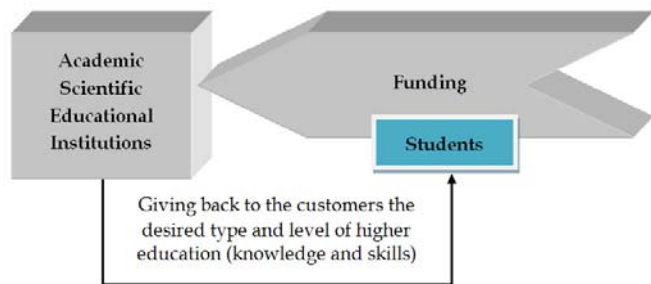 Academic
Scientific
Educational
Institutions
Funding
Students
Giving back to the customers the
desired type and level of higher
education (knowledge and skills)